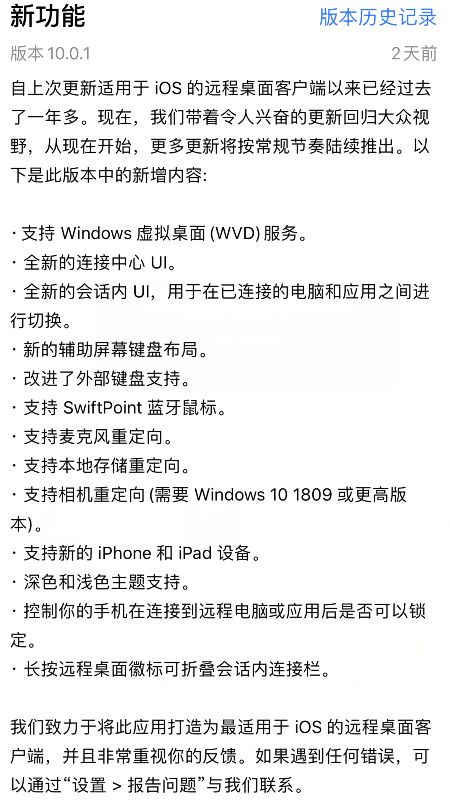 新功能
版本历史记录
版本 10.0.1
2天前
自上次更新适用于 iOS 的远程桌面客户端以来已经过去
了一年多。现在，我们带着令人兴奋的更新回归大众视
野，从现在开始，更多更新将按常规节奏陆续推出。以
下是此版本中的新增内容:
· 支持 Windows 虚拟桌面 (WVD) 服务。
· 全新的连接中心 UI。
· 全新的会话内 UI，用于在已连接的电脑和应用之间进
行切换。
· 新的辅助屏幕键盘布局。
· 改进了外部键盘支持。
· 支持 SwiftPoint 蓝牙鼠标。
· 支持麦克风重定向。
· 支持本地存储重定向。
· 支持相机重定向 (需要 Windows 10 1809 或更高版
本)。
· 支持新的 iPhone 和 iPad 设备。
· 深色和浅色主题支持。
· 控制你的手机在连接到远程电脑或应用后是否可以锁
定。
· 长按远程桌面徽标可折叠会话内连接栏。
我们致力于将此应用打造为最适用于 iOS 的远程桌面客
户端，并且非常重视你的反馈。如果遇到任何错误，可
以通过“设置 > 报告问题”与我们联系。